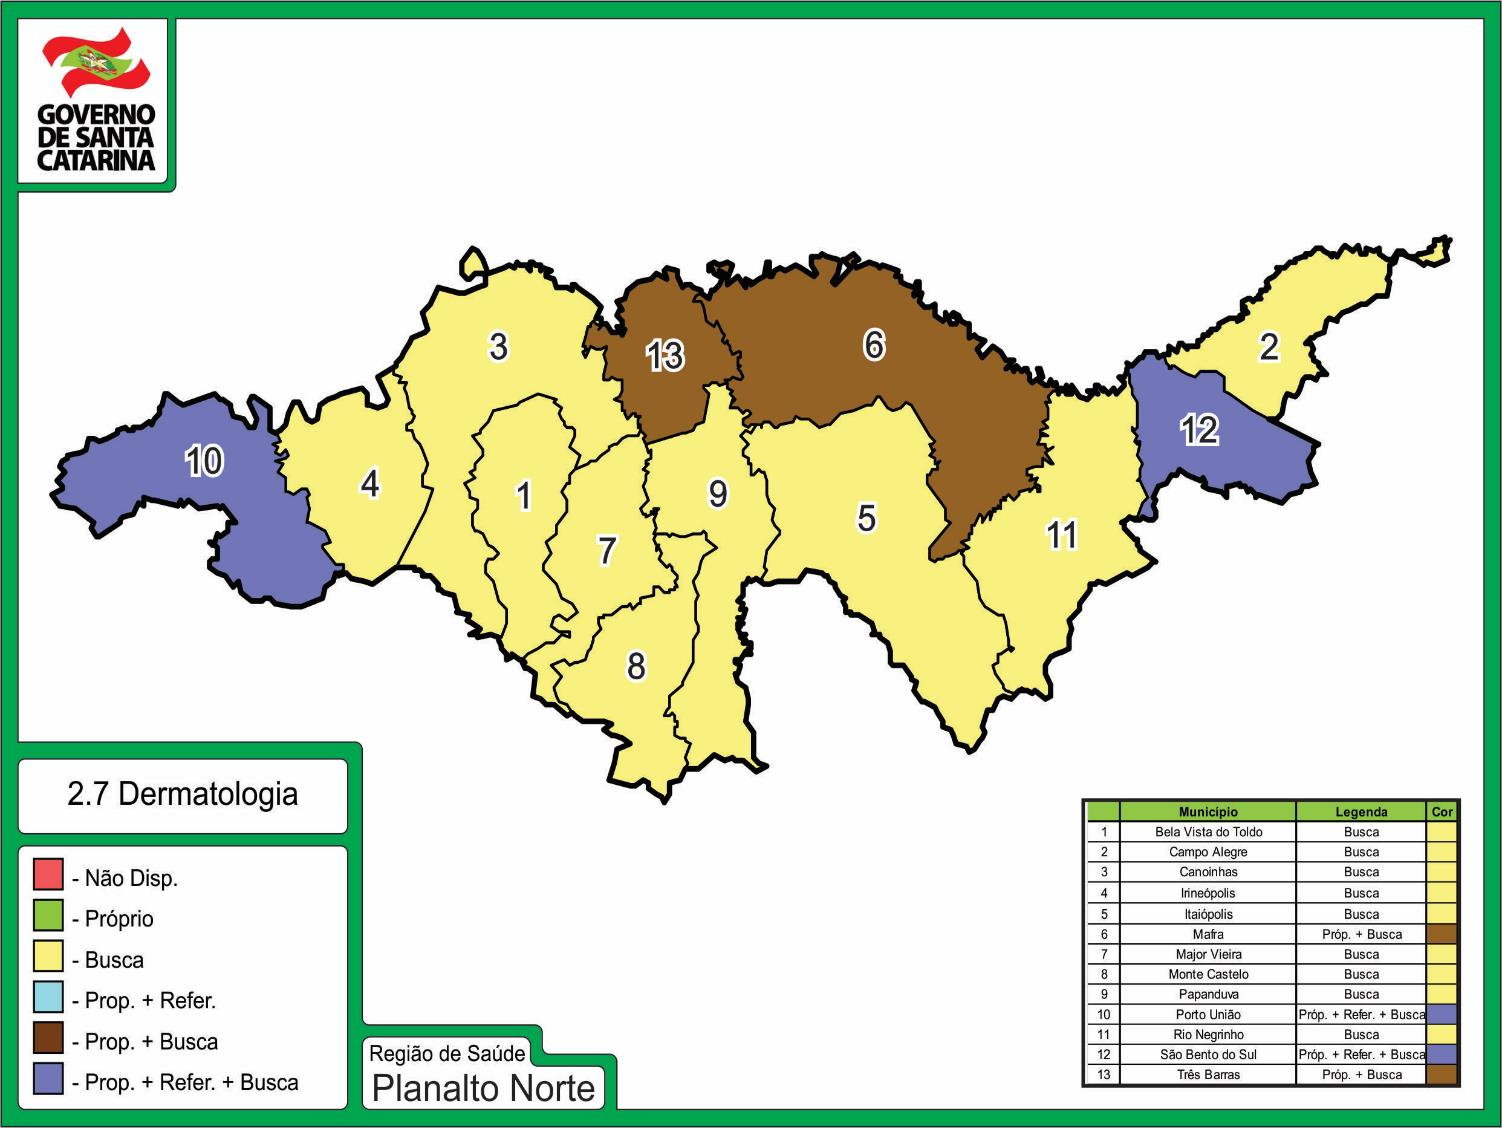 GOVERNO
DE SANTA
CATARINA
3
13
6
2
10
4
1
9
5
12
7
11
8
2.7 Dermatologia
- Não Disp.
- Próprio
- Busca
- Prop. + Refer.
- Prop. + Busca
- Prop. + Refer. + Busca
Região de Saúde
Planalto Norte
Município Legenda Cor
1 Bela Vista do Toldo Busca
2 Campo Alegre Busca
3 Canoinhas Busca
4 Irineópolis Busca
5 Itaiópolis Busca
6 Mafra Próp. + Busca
7 Major Vieira Busca
8 Monte Castelo Busca
9 Papanduva Busca
10 Porto União Próp. + Refer. + Busca
11 Rio Negrinho Busca
12 São Bento do Sul Próp. + Refer. + Busca
13 Três Barras Próp. + Busca